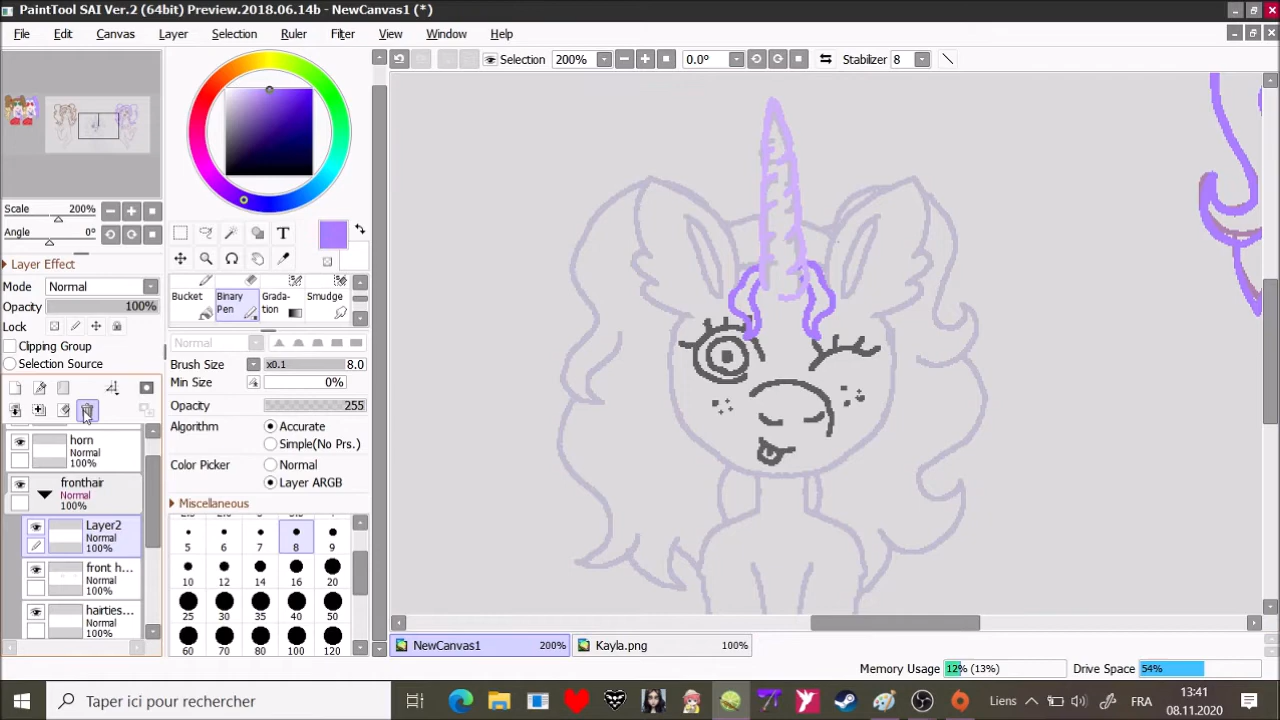 PaintTool SAI Ver.2 (64bit) Preview.2018.06.14b - NewCanvas1 (*)
File Edit Canvas Layer Selection Ruler Filter View Window Help
Selection 200% 0.0° Stabilizer 8
Scale 200%
Angle 0°
Layer Effect
Mode Normal
Opacity 100%
Lock
Clipping Group
Selection Source
horn
Normal
100%
fronthair
Normal
100%
Layer2
Normal
100%
front h...
Normal
100%
hairties...
Normal
100%
T
Bucket
Binary
Pen
Grada-
tion
Smudge
Normal
Brush Size x0.1 8.0
Min Size 0%
Opacity 255
Algorithm Accurate
Simple(No Prs.)
Color Picker Normal
Layer ARGB
Miscellaneous
5 6 7 8 9
10 12 14 16 20
25 30 35 40 50
60 70 80 100 120
NewCanvas1 200% Kayla.png 100%
Memory Usage 12% (13%) Drive Space 54%
Taper ici pour rechercher
Liens FRA
13:41
08.11.2020